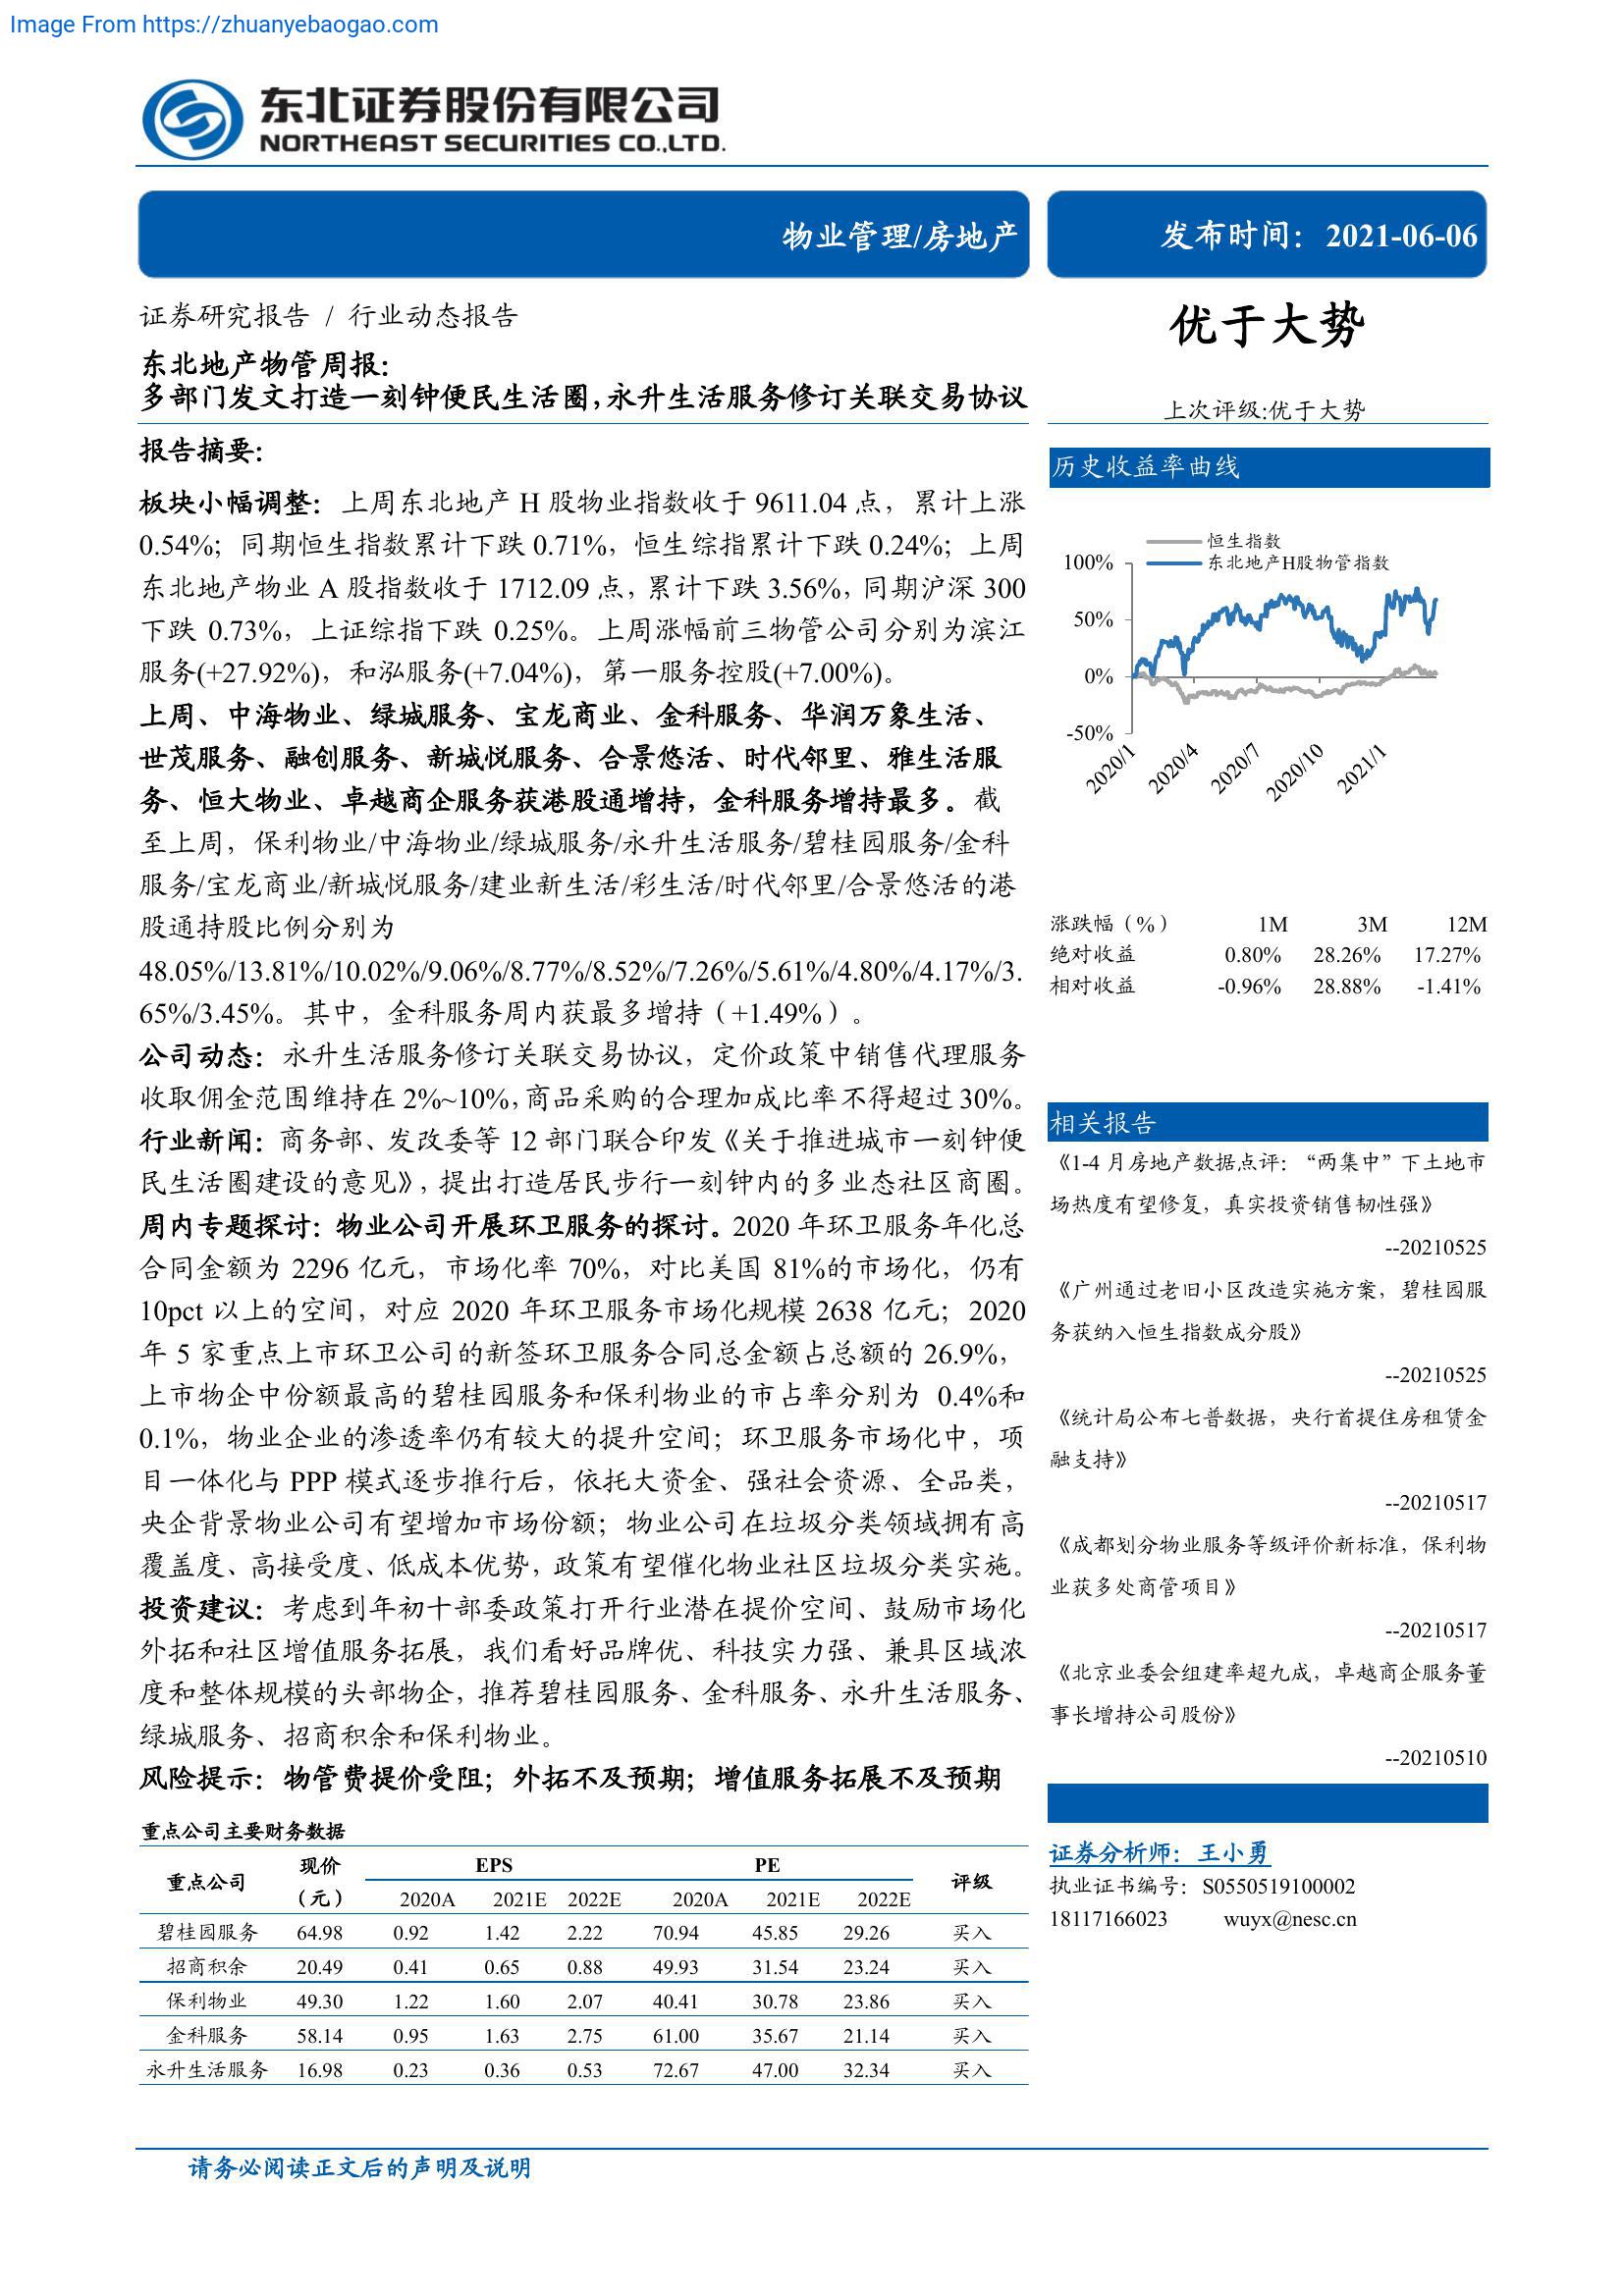 Image From https://zhuanyebaogao.com
东北证券股份有限公司
NORTHEAST SECURITIES CO.,LTD.
物业管理/房地产
发布时间：2021-06-06
证券研究报告 / 行业动态报告
东北地产物管周报：
多部门发文打造一刻钟便民生活圈，永升生活服务修订关联交易协议
报告摘要：
板块小幅调整：上周东北地产 H 股物业指数收于 9611.04 点，累计上涨
0.54%；同期恒生指数累计下跌 0.71%，恒生综指累计下跌 0.24%；上周
东北地产物业 A 股指数收于 1712.09 点，累计下跌 3.56%，同期沪深 300
下跌 0.73%，上证综指下跌 0.25%。上周涨幅前三物管公司分别为滨江
服务(+27.92%)，和泓服务(+7.04%)，第一服务控股(+7.00%)。
上周、中海物业、绿城服务、宝龙商业、金科服务、华润万象生活、
世茂服务、融创服务、新城悦服务、合景悠活、时代邻里、雅生活服
务、恒大物业、卓越商企服务获港股通增持，金科服务增持最多。截
至上周，保利物业/中海物业/绿城服务/永升生活服务/碧桂园服务/金科
服务/宝龙商业/新城悦服务/建业新生活/彩生活/时代邻里/合景悠活的港
股通持股比例分别为
48.05%/13.81%/10.02%/9.06%/8.77%/8.52%/7.26%/5.61%/4.80%/4.17%/3.
65%/3.45%。其中，金科服务周内获最多增持（+1.49%）。
公司动态：永升生活服务修订关联交易协议，定价政策中销售代理服务
收取佣金范围维持在 2%~10%，商品采购的合理加成比率不得超过 30%。
行业新闻：商务部、发改委等 12 部门联合印发《关于推进城市一刻钟便
民生活圈建设的意见》，提出打造居民步行一刻钟内的多业态社区商圈。
周内专题探讨：物业公司开展环卫服务的探讨。2020 年环卫服务年化总
合同金额为 2296 亿元，市场化率 70%，对比美国 81%的市场化，仍有
10pct 以上的空间，对应 2020 年环卫服务市场化规模 2638 亿元；2020
年 5 家重点上市环卫公司的新签环卫服务合同总金额占总额的 26.9%，
上市物企中份额最高的碧桂园服务和保利物业的市占率分别为 0.4%和
0.1%，物业企业的渗透率仍有较大的提升空间；环卫服务市场化中，项
目一体化与 PPP 模式逐步推行后，依托大资金、强社会资源、全品类，
央企背景物业公司有望增加市场份额；物业公司在垃圾分类领域拥有高
覆盖度、高接受度、低成本优势，政策有望催化物业社区垃圾分类实施。
投资建议：考虑到年初十部委政策打开行业潜在提价空间、鼓励市场化
外拓和社区增值服务拓展，我们看好品牌优、科技实力强、兼具区域浓
度和整体规模的头部物企，推荐碧桂园服务、金科服务、永升生活服务、
绿城服务、招商积余和保利物业。
风险提示：物管费提价受阻；外拓不及预期；增值服务拓展不及预期
重点公司主要财务数据
重点公司 现价（元） EPS PE 评级
2020A 2021E 2022E 2020A 2021E 2022E
碧桂园服务 64.98 0.92 1.42 2.22 70.94 45.85 29.26 买入
招商积余 20.49 0.41 0.65 0.88 49.93 31.54 23.24 买入
保利物业 49.30 1.22 1.60 2.07 40.41 30.78 23.86 买入
金科服务 58.14 0.95 1.63 2.75 61.00 35.67 21.14 买入
永升生活服务 16.98 0.23 0.36 0.53 72.67 47.00 32.34 买入
优于大势
上次评级:优于大势
历史收益率曲线
恒生指数
东北地产H股物管指数
100%
50%
0%
-50%
2020/1
2020/4
2020/7
2020/10
2021/1
涨跌幅（%） 1M 3M 12M
绝对收益 0.80% 28.26% 17.27%
相对收益 -0.96% 28.88% -1.41%
相关报告
《1-4 月房地产数据点评：“两集中”下土地市
场热度有望修复，真实投资销售韧性强》
--20210525
《广州通过老旧小区改造实施方案，碧桂园服
务获纳入恒生指数成分股》
--20210525
《统计局公布七普数据，央行首提住房租赁金
融支持》
--20210517
《成都划分物业服务等级评价新标准，保利物
业获多处商管项目》
--20210517
《北京业委会组建率超九成，卓越商企服务董
事长增持公司股份》
--20210510
证券分析师：王小勇
执业证书编号：S0550519100002
18117166023 wuyx@nesc.cn
请务必阅读正文后的声明及说明